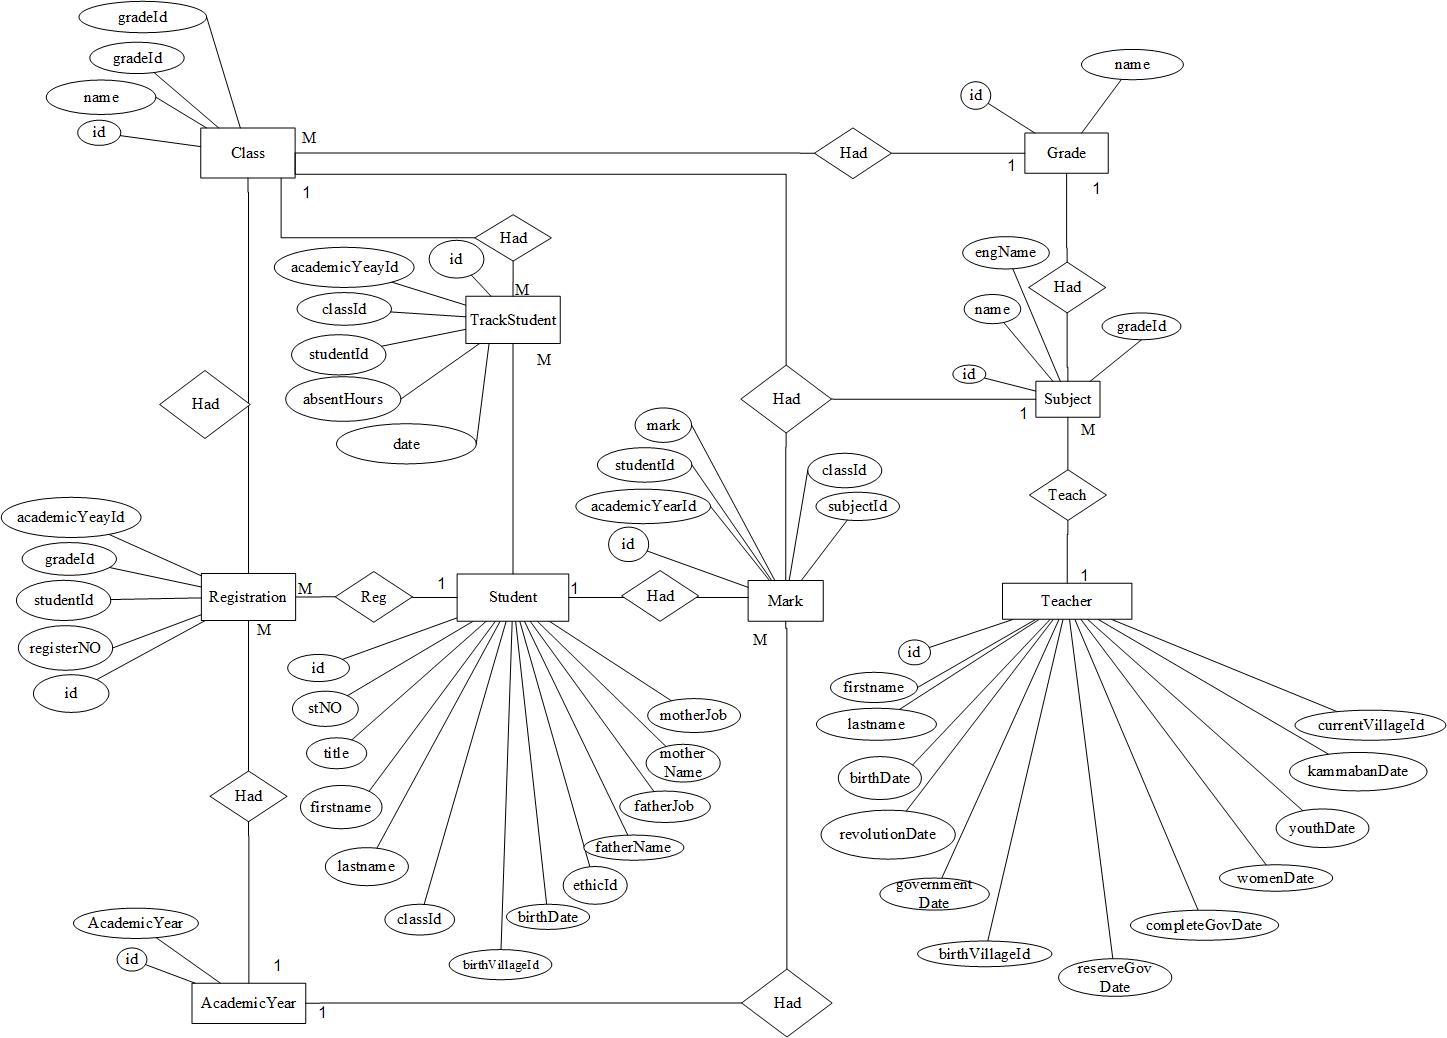 gradeId
gradeId
name
id
Class
M
1
Had
name
id
Grade
1
1
Had
academicYeayId
id
classId
studentId
absentHours
date
M
TrackStudent
M
engName
name
id
Had
gradeId
Subject
1
M
Had
Had
mark
studentId
academicYearId
id
classId
subjectId
Teach
academicYeayId
gradeId
studentId
registerNO
id
Registration
M
M
Reg
1
Student
1
Had
Mark
M
1
Teacher
id
stNO
title
firstname
lastname
classId
birthVillageId
birthDate
ethicId
fatherName
fatherJob
mother
Name
motherJob
id
firstname
lastname
birthDate
revolutionDate
government
Date
birthVillageId
reserveGov
Date
completeGovDate
womenDate
youthDate
kammabanDate
currentVillageId
Had
AcademicYear
id
1
AcademicYear
1
Had